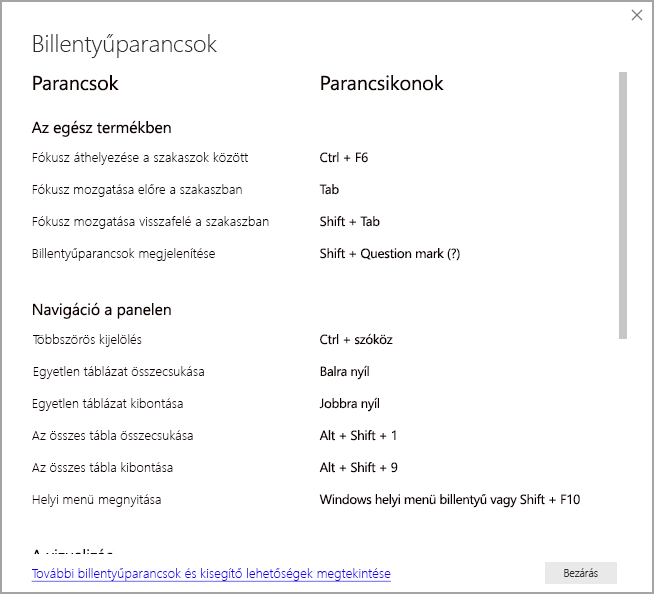 Billentyűparancsok
Parancsok Parancsikonok
Az egész termékben
Fókusz áthelyezése a szakaszok között Ctrl + F6
Fókusz mozgatása előre a szakaszban Tab
Fókusz mozgatása visszafelé a szakaszban Shift + Tab
Billentyűparancsok megjelenítése Shift + Question mark (?)
Navigáció a panelen
Többszörös kijelölés Ctrl + szóköz
Egyetlen táblázat összecsukása Balra nyíl
Egyetlen táblázat kibontása Jobbra nyíl
Az összes tábla összecsukása Alt + Shift + 1
Az összes tábla kibontása Alt + Shift + 9
Helyi menü megnyitása Windows helyi menü billentyű vagy Shift + F10
A vizualizás
További billentyűparancsok és kisegítő lehetőségek megtekintése
Bezárás